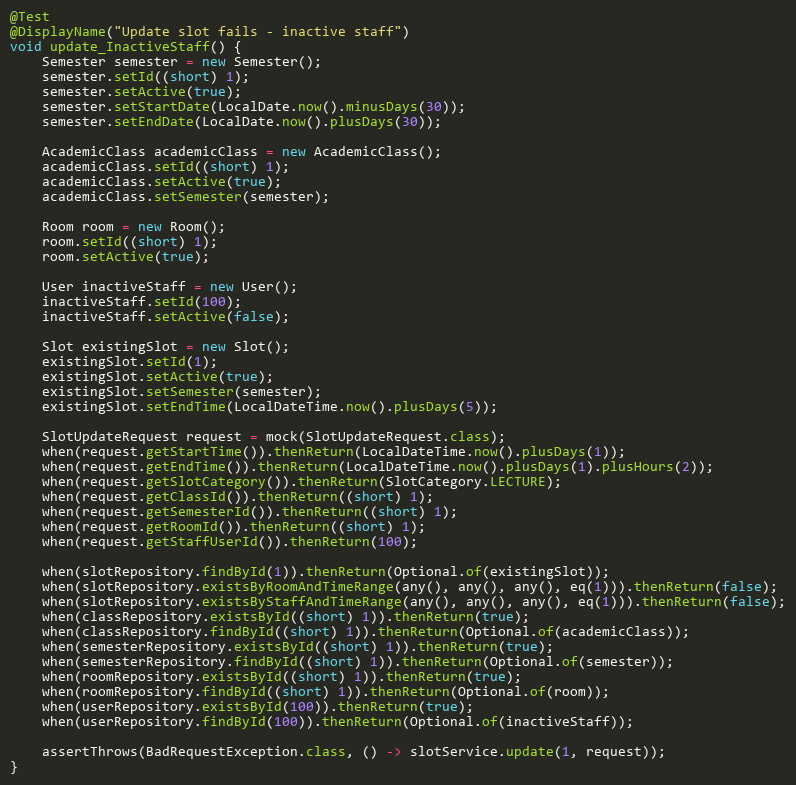 @Test
@DisplayName("Update slot fails - inactive staff")
void update_InactiveStaff() {
    Semester semester = new Semester();
    semester.setId((short) 1);
    semester.setActive(true);
    semester.setStartDate(LocalDate.now().minusDays(30));
    semester.setEndDate(LocalDate.now().plusDays(30));

    AcademicClass academicClass = new AcademicClass();
    academicClass.setId((short) 1);
    academicClass.setActive(true);
    academicClass.setSemester(semester);

    Room room = new Room();
    room.setId((short) 1);
    room.setActive(true);

    User inactiveStaff = new User();
    inactiveStaff.setId(100);
    inactiveStaff.setActive(false);

    Slot existingSlot = new Slot();
    existingSlot.setId(1);
    existingSlot.setActive(true);
    existingSlot.setSemester(semester);
    existingSlot.setEndTime(LocalDateTime.now().plusDays(5));

    SlotUpdateRequest request = mock(SlotUpdateRequest.class);
    when(request.getStartTime()).thenReturn(LocalDateTime.now().plusDays(1));
    when(request.getEndTime()).thenReturn(LocalDateTime.now().plusDays(1).plusHours(2));
    when(request.getSlotCategory()).thenReturn(SlotCategory.LECTURE);
    when(request.getClassId()).thenReturn((short) 1);
    when(request.getSemesterId()).thenReturn((short) 1);
    when(request.getRoomId()).thenReturn((short) 1);
    when(request.getStaffUserId()).thenReturn(100);

    when(slotRepository.findById(1)).thenReturn(Optional.of(existingSlot));
    when(slotRepository.existsByRoomAndTimeRange(any(), any(), any(), eq(1))).thenReturn(false);
    when(slotRepository.existsByStaffAndTimeRange(any(), any(), any(), eq(1))).thenReturn(false);
    when(classRepository.existsById((short) 1)).thenReturn(true);
    when(classRepository.findById((short) 1)).thenReturn(Optional.of(academicClass));
    when(semesterRepository.existsById((short) 1)).thenReturn(true);
    when(semesterRepository.findById((short) 1)).thenReturn(Optional.of(semester));
    when(roomRepository.existsById((short) 1)).thenReturn(true);
    when(roomRepository.findById((short) 1)).thenReturn(Optional.of(room));
    when(userRepository.existsById(100)).thenReturn(true);
    when(userRepository.findById(100)).thenReturn(Optional.of(inactiveStaff));

    assertThrows(BadRequestException.class, () -> slotService.update(1, request));
}